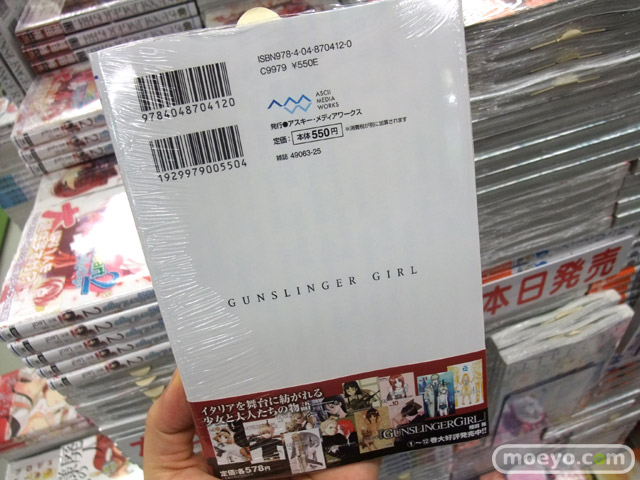 ISBN978-4-04-870412-0
C9979 ¥550E
9784048704120
ASCII
MEDIA
WORKS
発行●アスキー・メディアワークス
定価: 本体550円 ※消費税が別に加算されます
雑誌 49063-25
1929979005504
GUNSLINGER GIRL
本日発売
イタリアを舞台に紡がれる
少女と大人たちの物語
『GUNSLINGER GIRL』
①〜⑫巻大好評発売中!!
定価:各578円
moeyo.com